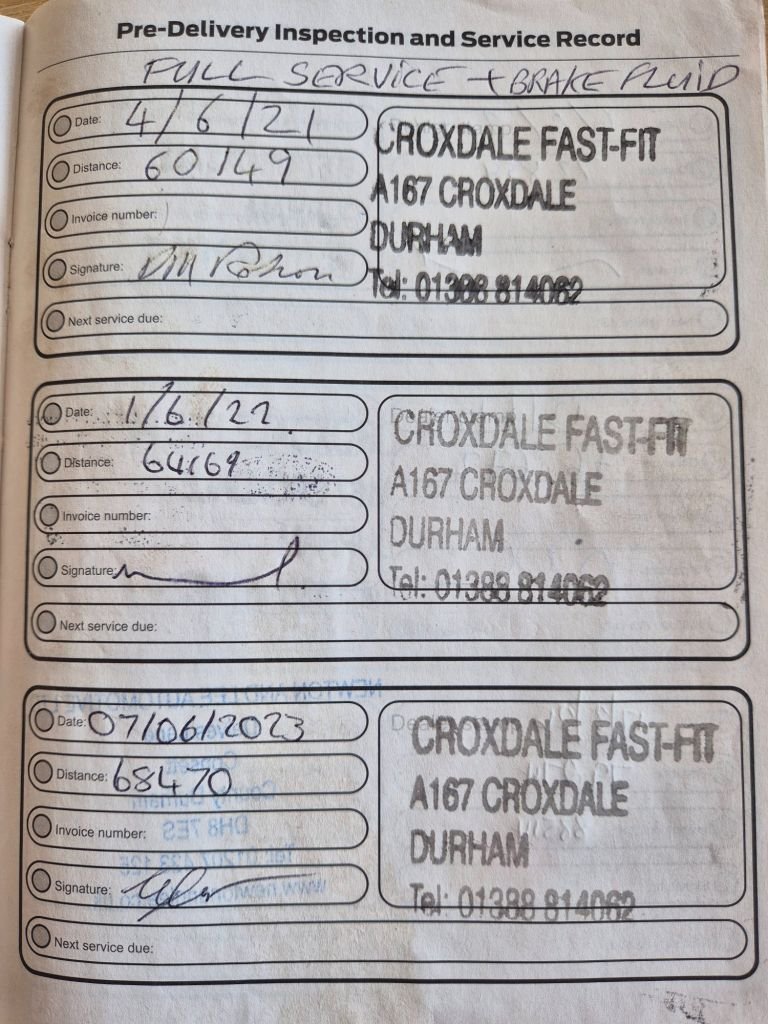 Pre-Delivery Inspection and Service Record
FULL SERVICE + BRAKE FLUID
Date: 4/6/21
Distance: 60149
Invoice number:
Signature:
Next service due:
CROXDALE FAST-FIT
A167 CROXDALE
DURHAM
Tel: 01388 814062
Date: 1/6/22
Distance: 64169
Invoice number:
Signature:
Next service due:
CROXDALE FAST-FIT
A167 CROXDALE
DURHAM
Tel: 01388 814062
Date: 07/06/2023
Distance: 68470
Invoice number:
Signature:
Next service due:
CROXDALE FAST-FIT
A167 CROXDALE
DURHAM
Tel: 01388 814062